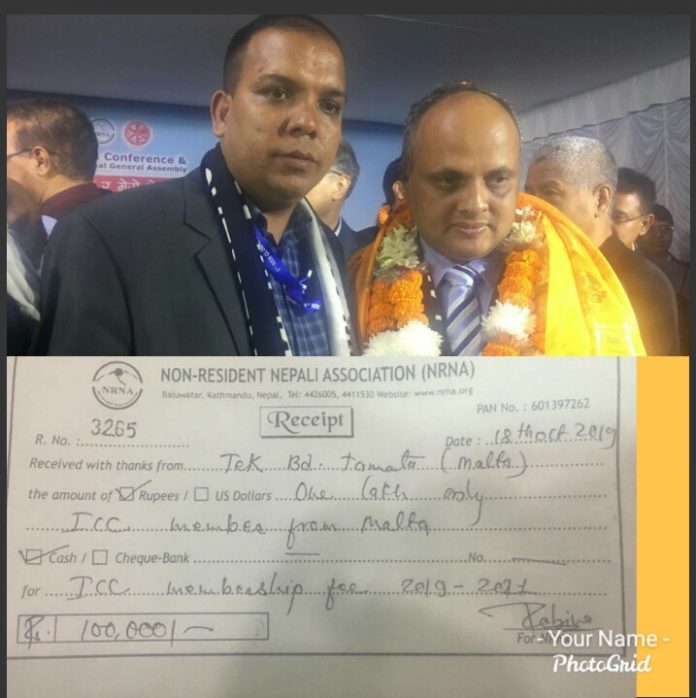 NRNA
l Conference &
nal General Assembly
NRNA
NON-RESIDENT NEPALI ASSOCIATION (NRNA)
Baluwatar, Kathmandu, Nepal, Tel: 4426005, 4411530 Website: www.nrna.org
PAN No. : 601397262
Receipt
R. No. : 3265
Date : 18th oct 2019
Received with thanks from Tek Bd. Tamata (Malta)
the amount of Rupees / US Dollars One Lakh only
ICC member from Malta
Cash / Cheque-Bank No.
for ICC membership fee 2019-2021
Rs. 100,000/-
For
- Your Name -
PhotoGrid